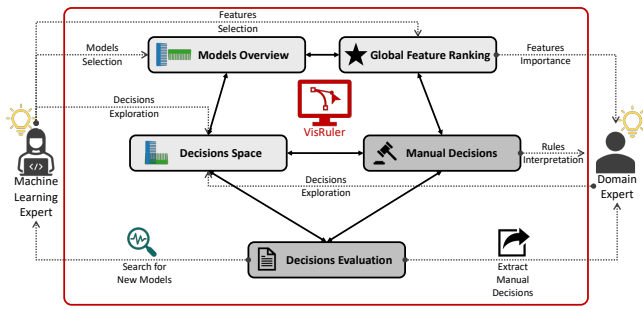 Features
Selection
Models
Selection
Models Overview
Global Feature Ranking
Features
Importance
Decisions
Exploration
VisRuler
Decisions Space
Manual Decisions
Rules
Interpretation
</>
Machine
Learning
Expert
Decisions
Exploration
Domain
Expert
Search for
New Models
Decisions Evaluation
Extract
Manual
Decisions